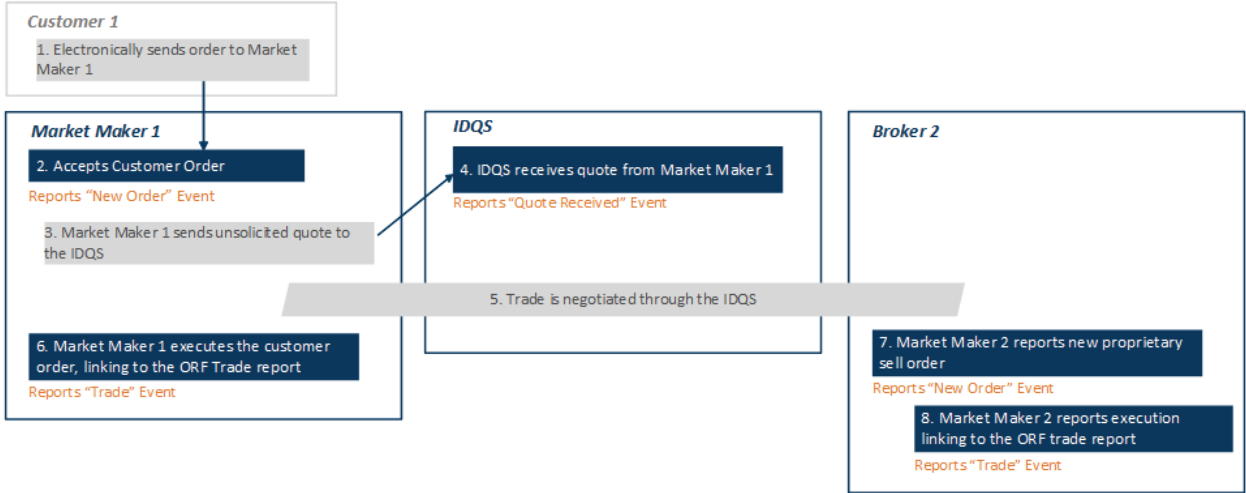 Customer 1
1. Electronically sends order to Market
Maker 1
Market Maker 1
2. Accepts Customer Order
Reports “New Order” Event
3. Market Maker 1 sends unsolicited quote to
the IDQS
IDQS
4. IDQS receives quote from Market Maker 1
Reports “Quote Received” Event
Broker 2
5. Trade is negotiated through the IDQS
6. Market Maker 1 executes the customer
order, linking to the ORF Trade report
Reports “Trade” Event
7. Market Maker 2 reports new proprietary
sell order
Reports “New Order” Event
8. Market Maker 2 reports execution
linking to the ORF trade report
Reports “Trade” Event